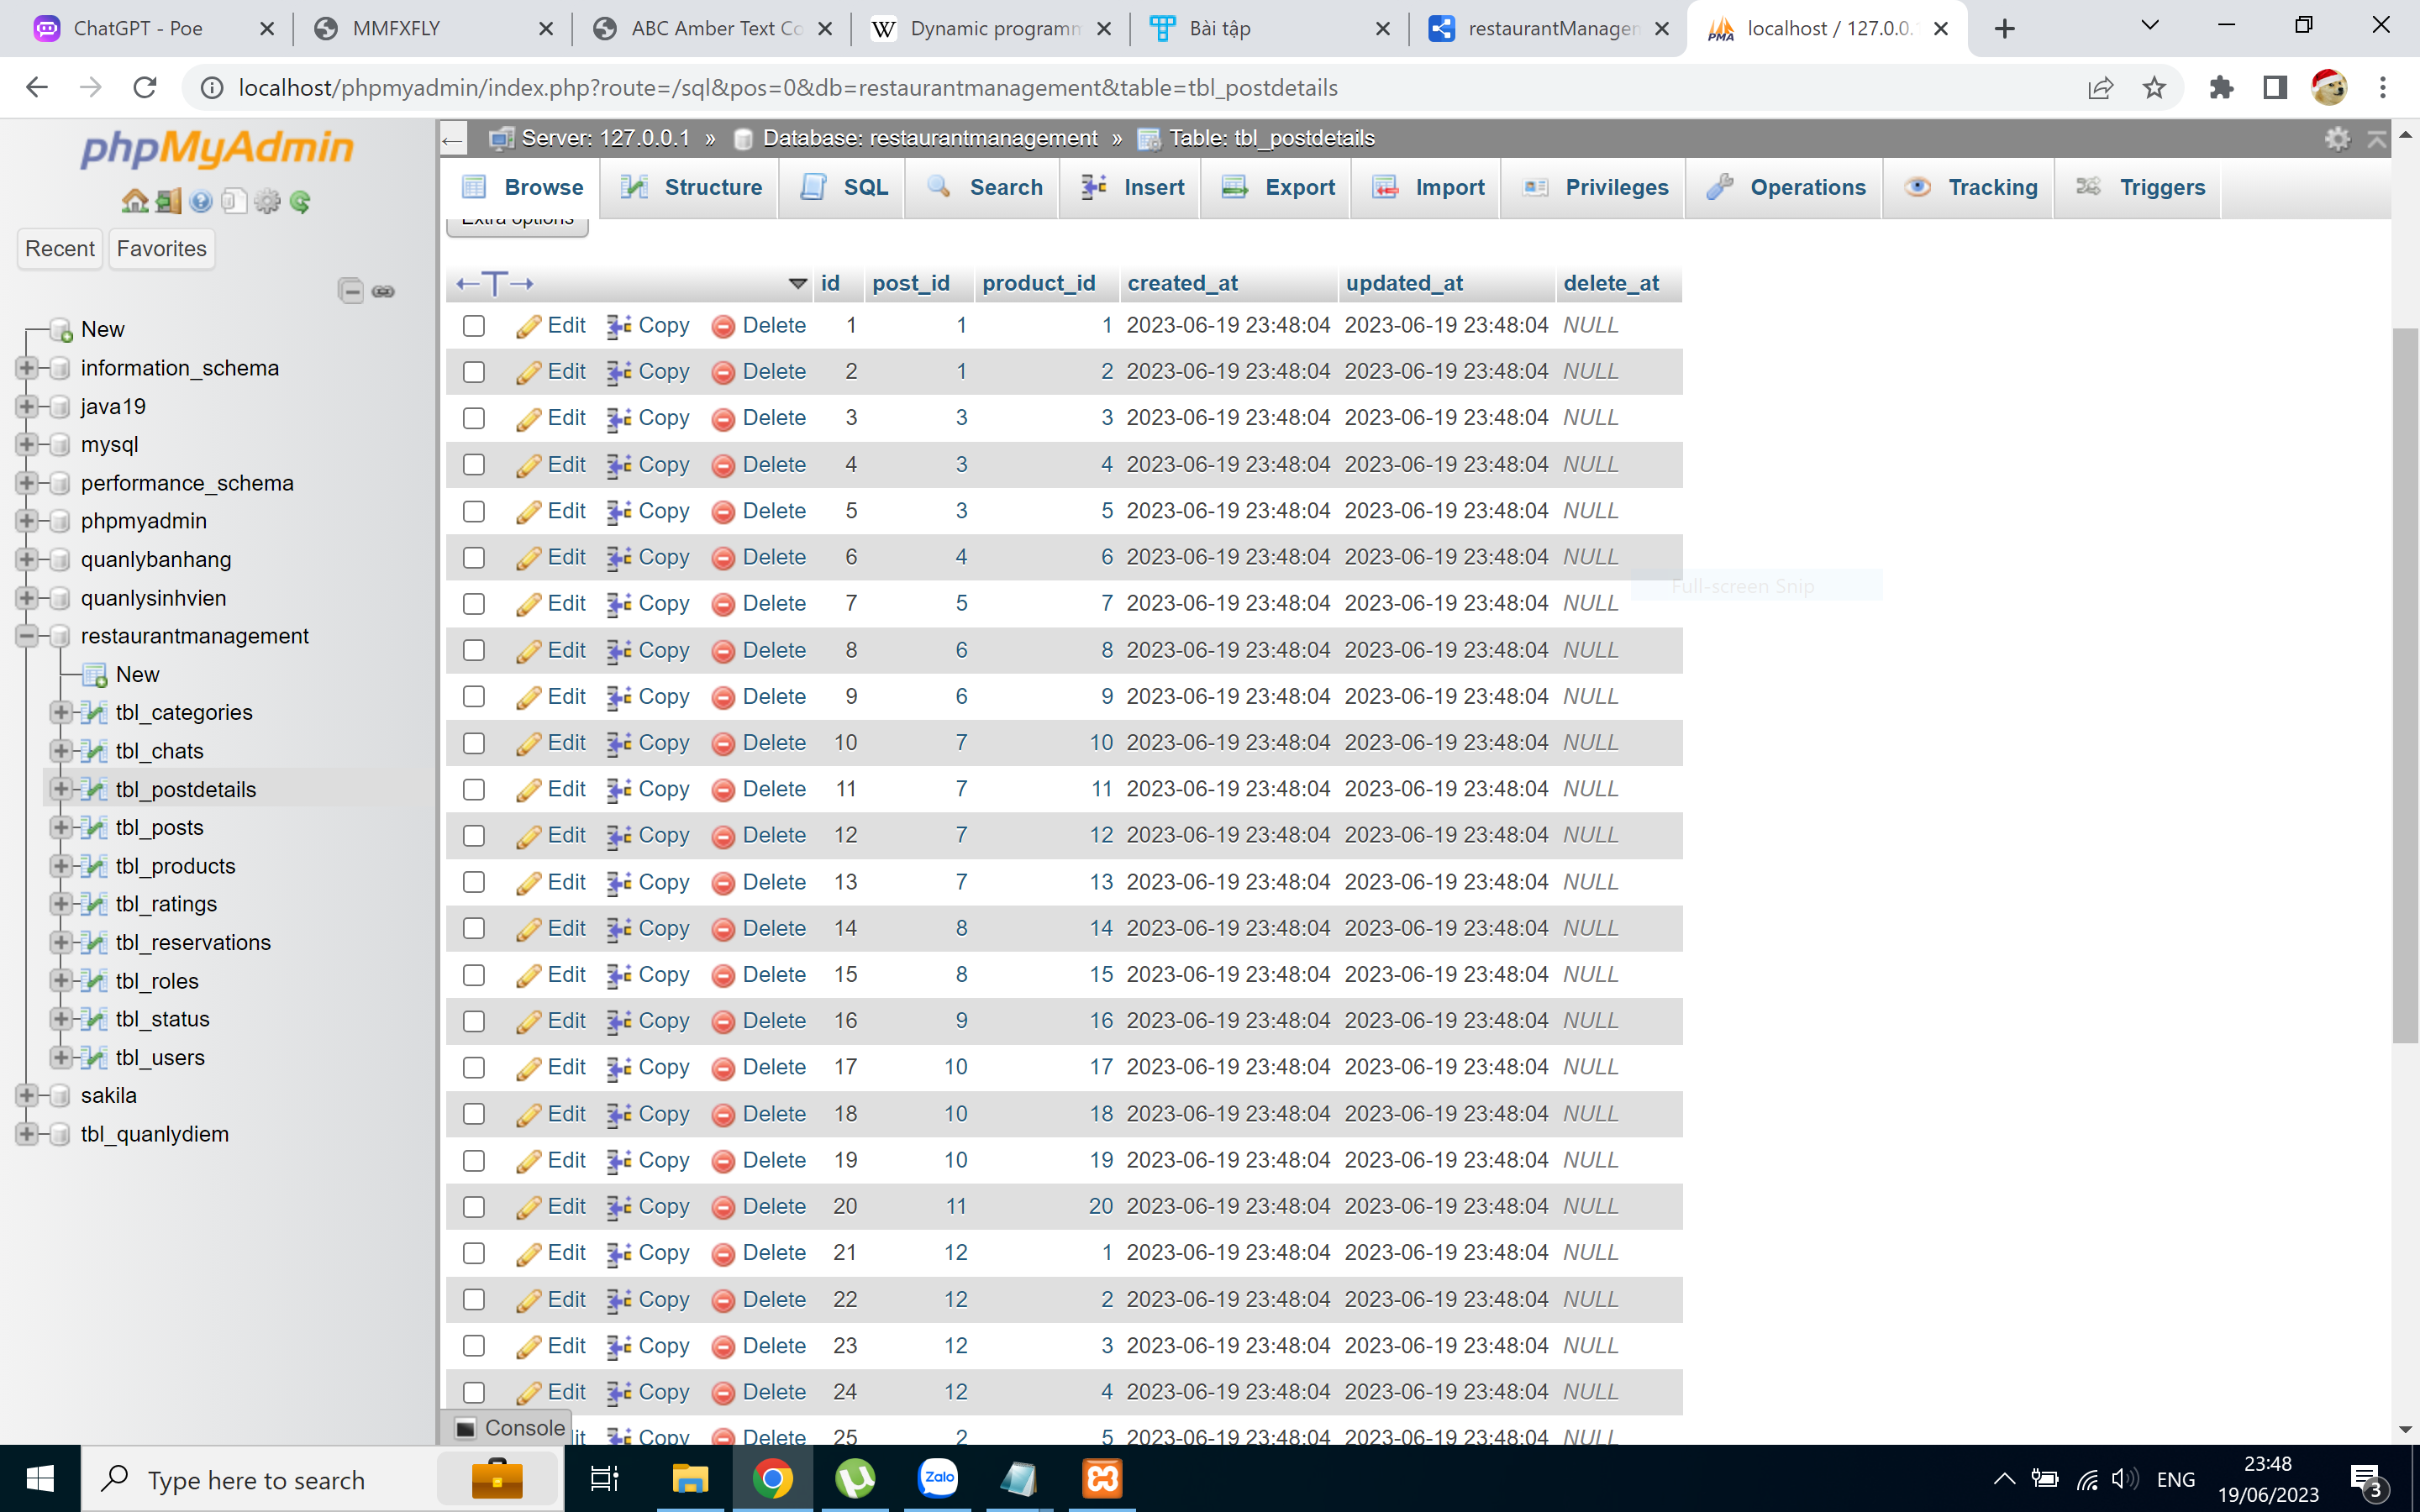 ChatGPT - Poe
MMFXFLY
ABC Amber Text Co
Dynamic programm
Bài tập
restaurantManagem
localhost / 127.0.0.1
localhost/phpmyadmin/index.php?route=/sql&pos=0&db=restaurantmanagement&table=tbl_postdetails
phpMyAdmin
Recent Favorites
New
information_schema
java19
mysql
performance_schema
phpmyadmin
quanlybanhang
quanlysinhvien
restaurantmanagement
New
tbl_categories
tbl_chats
tbl_postdetails
tbl_posts
tbl_products
tbl_ratings
tbl_reservations
tbl_roles
tbl_status
tbl_users
sakila
tbl_quanlydiem
Server: 127.0.0.1 » Database: restaurantmanagement » Table: tbl_postdetails
Browse Structure SQL Search Insert Export Import Privileges Operations Tracking Triggers
Extra options
id post_id product_id created_at updated_at delete_at
Edit Copy Delete 1 1 1 2023-06-19 23:48:04 2023-06-19 23:48:04 NULL
Edit Copy Delete 2 1 2 2023-06-19 23:48:04 2023-06-19 23:48:04 NULL
Edit Copy Delete 3 3 3 2023-06-19 23:48:04 2023-06-19 23:48:04 NULL
Edit Copy Delete 4 3 4 2023-06-19 23:48:04 2023-06-19 23:48:04 NULL
Edit Copy Delete 5 3 5 2023-06-19 23:48:04 2023-06-19 23:48:04 NULL
Edit Copy Delete 6 4 6 2023-06-19 23:48:04 2023-06-19 23:48:04 NULL
Full-screen Snip
Edit Copy Delete 7 5 7 2023-06-19 23:48:04 2023-06-19 23:48:04 NULL
Edit Copy Delete 8 6 8 2023-06-19 23:48:04 2023-06-19 23:48:04 NULL
Edit Copy Delete 9 6 9 2023-06-19 23:48:04 2023-06-19 23:48:04 NULL
Edit Copy Delete 10 7 10 2023-06-19 23:48:04 2023-06-19 23:48:04 NULL
Edit Copy Delete 11 7 11 2023-06-19 23:48:04 2023-06-19 23:48:04 NULL
Edit Copy Delete 12 7 12 2023-06-19 23:48:04 2023-06-19 23:48:04 NULL
Edit Copy Delete 13 7 13 2023-06-19 23:48:04 2023-06-19 23:48:04 NULL
Edit Copy Delete 14 8 14 2023-06-19 23:48:04 2023-06-19 23:48:04 NULL
Edit Copy Delete 15 8 15 2023-06-19 23:48:04 2023-06-19 23:48:04 NULL
Edit Copy Delete 16 9 16 2023-06-19 23:48:04 2023-06-19 23:48:04 NULL
Edit Copy Delete 17 10 17 2023-06-19 23:48:04 2023-06-19 23:48:04 NULL
Edit Copy Delete 18 10 18 2023-06-19 23:48:04 2023-06-19 23:48:04 NULL
Edit Copy Delete 19 10 19 2023-06-19 23:48:04 2023-06-19 23:48:04 NULL
Edit Copy Delete 20 11 20 2023-06-19 23:48:04 2023-06-19 23:48:04 NULL
Edit Copy Delete 21 12 1 2023-06-19 23:48:04 2023-06-19 23:48:04 NULL
Edit Copy Delete 22 12 2 2023-06-19 23:48:04 2023-06-19 23:48:04 NULL
Edit Copy Delete 23 12 3 2023-06-19 23:48:04 2023-06-19 23:48:04 NULL
Edit Copy Delete 24 12 4 2023-06-19 23:48:04 2023-06-19 23:48:04 NULL
Console
Copy Delete 25 2 5 2023-06-19 23:48:04 2023-06-19 23:48:04 NULL
Type here to search
Zalo
ENG
23:48
19/06/2023
3